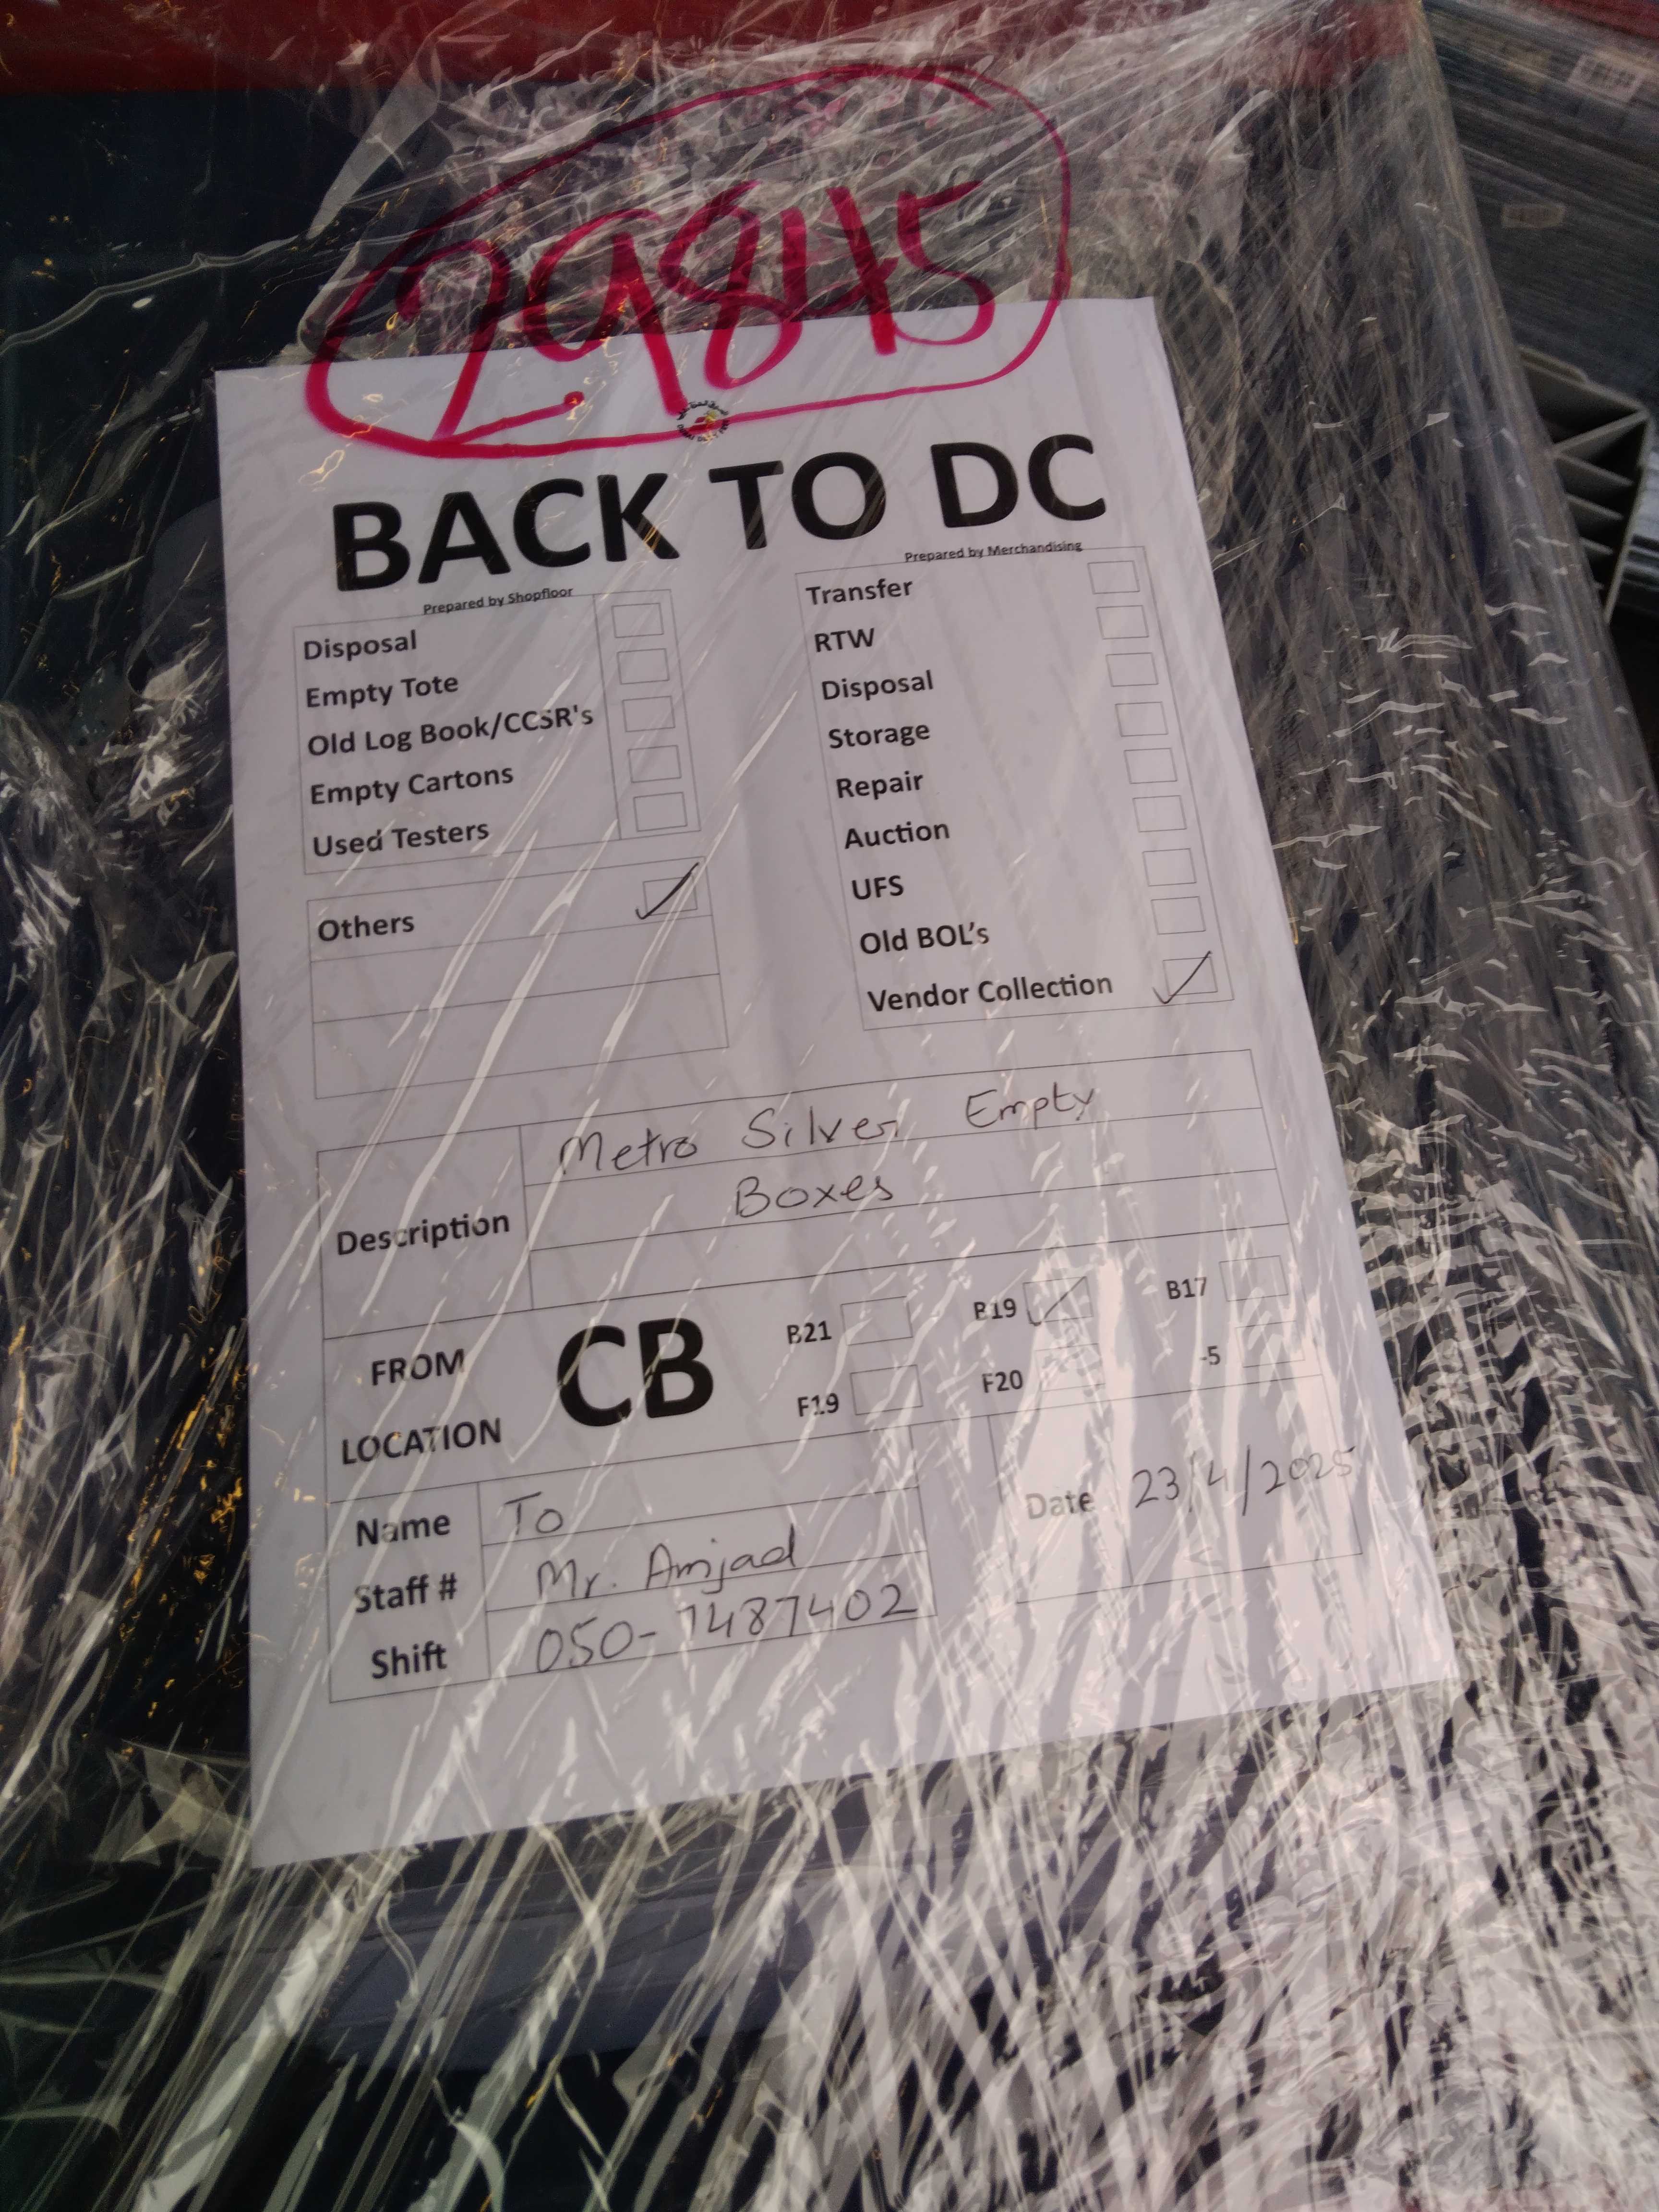 29845
BACK TO DC
Prepared by Shopfloor
Disposal
Empty Tote
Old Log Book/CCSR's
Empty Cartons
Used Testers
Others
Prepared by Merchandising
Transfer
RTW
Disposal
Storage
Repair
Auction
UFS
Old BOL's
Vendor Collection
Description
Metro Silver Empty
Boxes
FROM
LOCATION
CB
B21 B19 B17
F19 F20 -5
Name To
Staff # Mr. Amjad
Shift 050-7487402
Date 23/4/2025